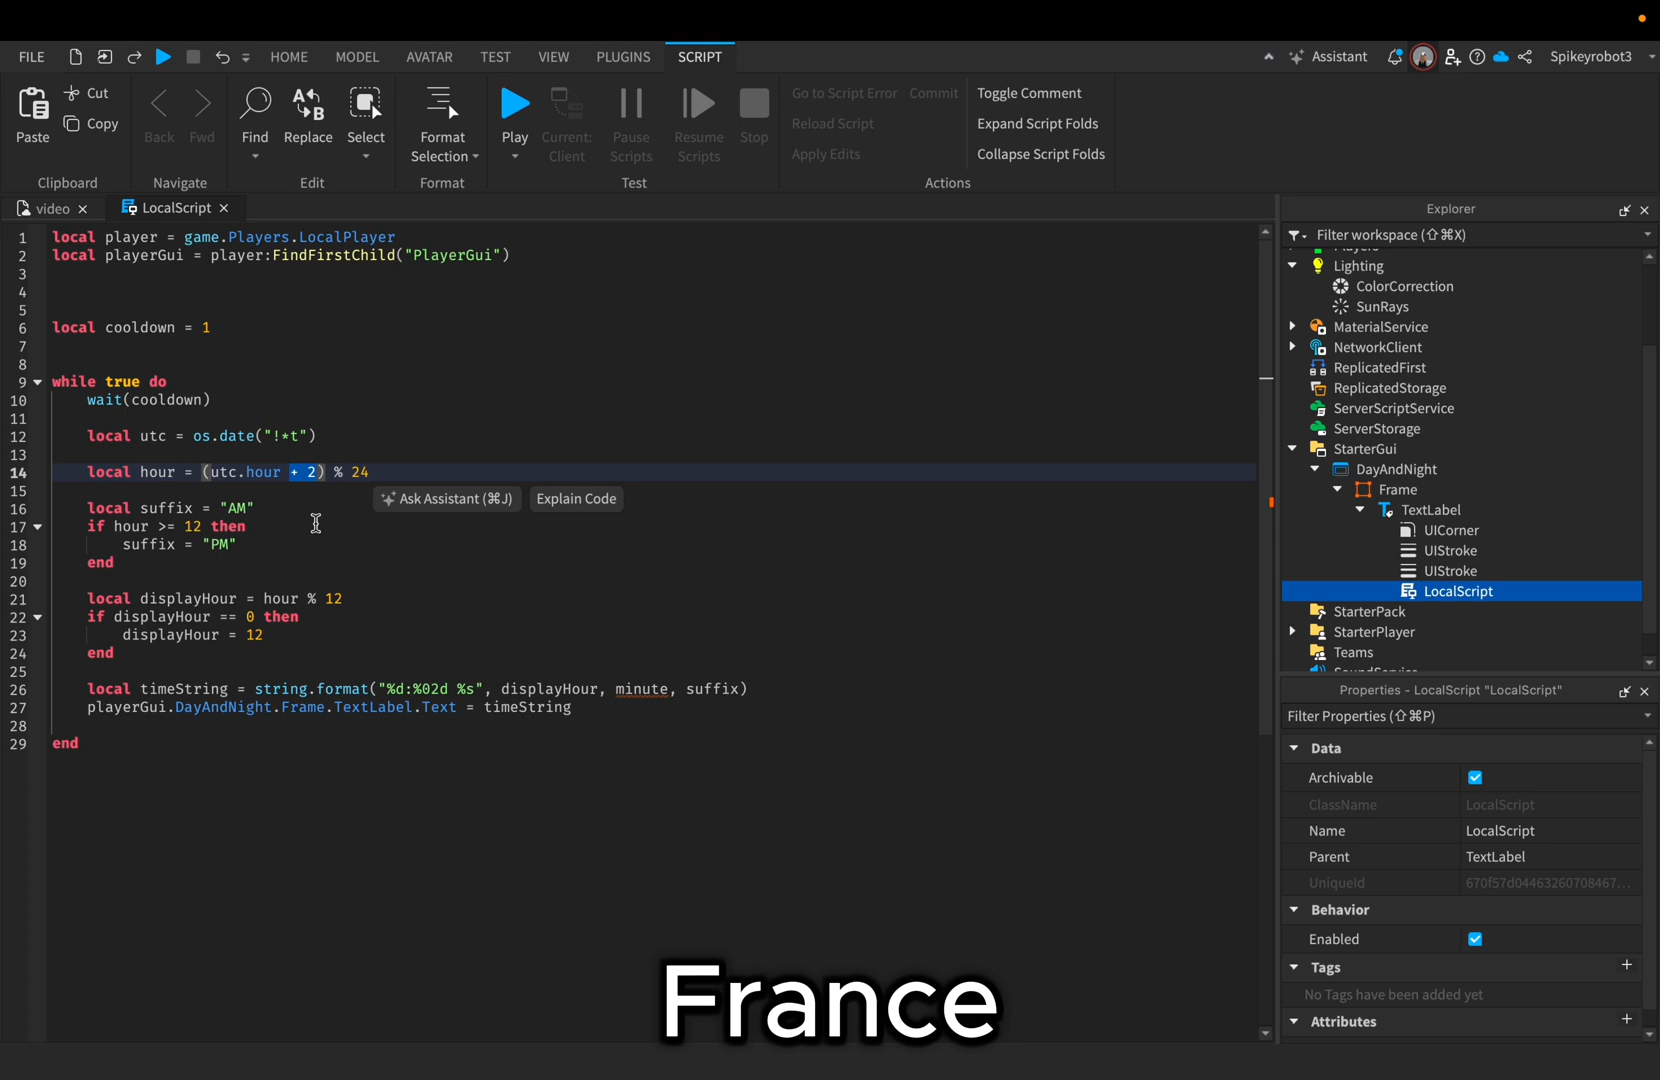 FILE HOME MODEL AVATAR TEST VIEW PLUGINS SCRIPT Assistant Spikeyrobot3
Paste Cut Copy
Clipboard
Back Fwd
Navigate
Find Replace Select
Edit
Format Selection
Format
Play Current: Client Pause Scripts Resume Scripts Stop
Test
Go to Script Error Commit
Reload Script
Apply Edits
Toggle Comment
Expand Script Folds
Collapse Script Folds
Actions
video LocalScript
1 local player = game.Players.LocalPlayer
2 local playerGui = player:FindFirstChild("PlayerGui")
3
4
5
6 local cooldown = 1
7
8
9 while true do
10 wait(cooldown)
11
12 local utc = os.date("!*t")
13
14 local hour = (utc.hour + 2) % 24
15
Ask Assistant (⌘J) Explain Code
16 local suffix = "AM"
17 if hour >= 12 then
18 suffix = "PM"
19 end
20
21 local displayHour = hour % 12
22 if displayHour == 0 then
23 displayHour = 12
24 end
25
26 local timeString = string.format("%d:%02d %s", displayHour, minute, suffix)
27 playerGui.DayAndNight.Frame.TextLabel.Text = timeString
28
29 end
France
Explorer
Filter workspace (⇧⌘X)
Players
Lighting
ColorCorrection
SunRays
MaterialService
NetworkClient
ReplicatedFirst
ReplicatedStorage
ServerScriptService
ServerStorage
StarterGui
DayAndNight
Frame
TextLabel
UICorner
UIStroke
UIStroke
LocalScript
StarterPack
StarterPlayer
Teams
SoundService
Properties - LocalScript "LocalScript"
Filter Properties (⇧⌘P)
Data
Archivable
ClassName LocalScript
Name LocalScript
Parent TextLabel
UniqueId 670f57d04463260708467...
Behavior
Enabled
Tags
No Tags have been added yet
Attributes